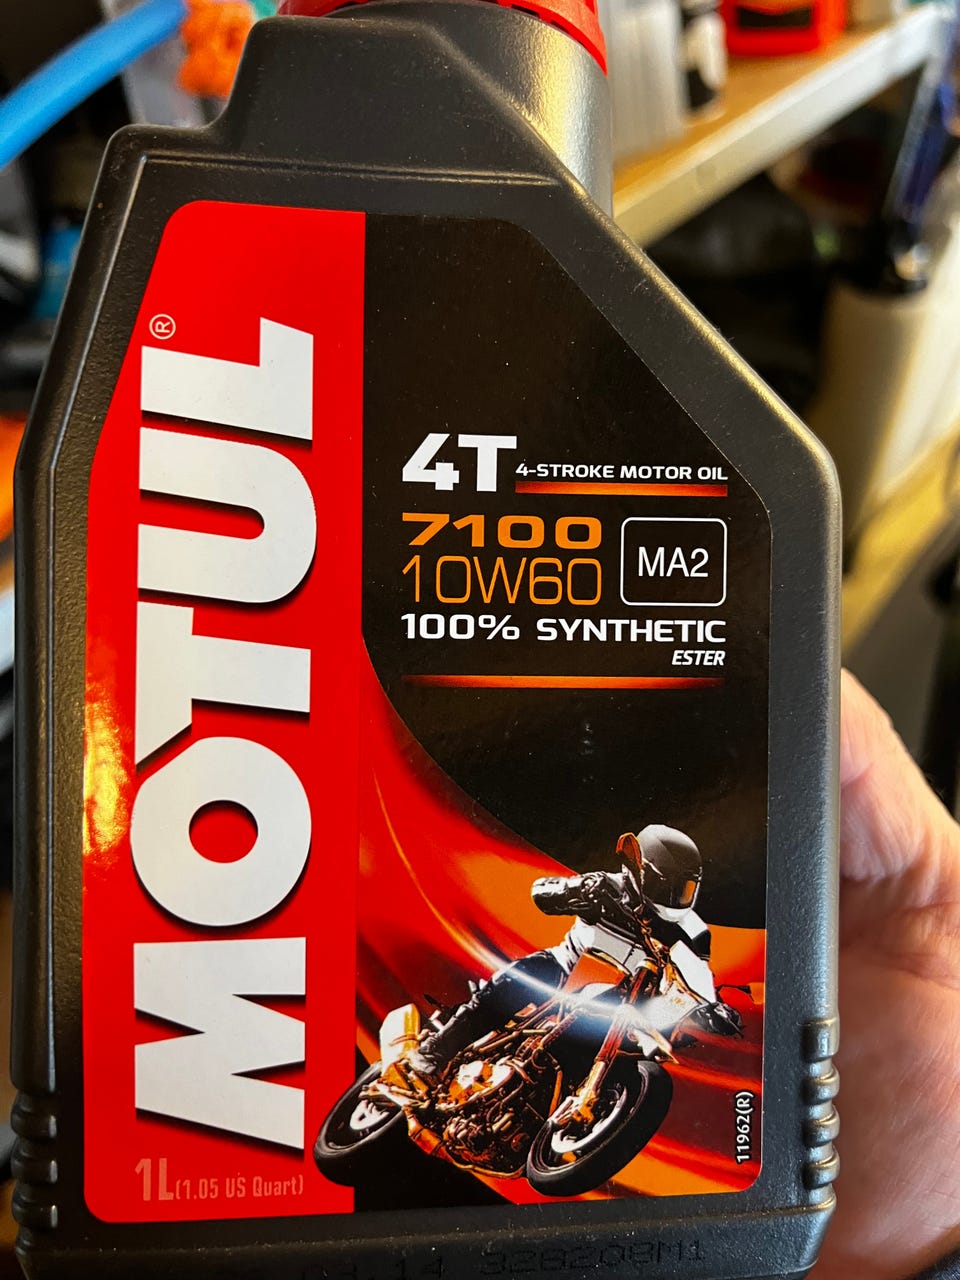 MOTUL®
4T 4-STROKE MOTOR OIL
7100
10W60
MA2
100% SYNTHETIC
ESTER
11962(R)
1L(1.05 US Quart)